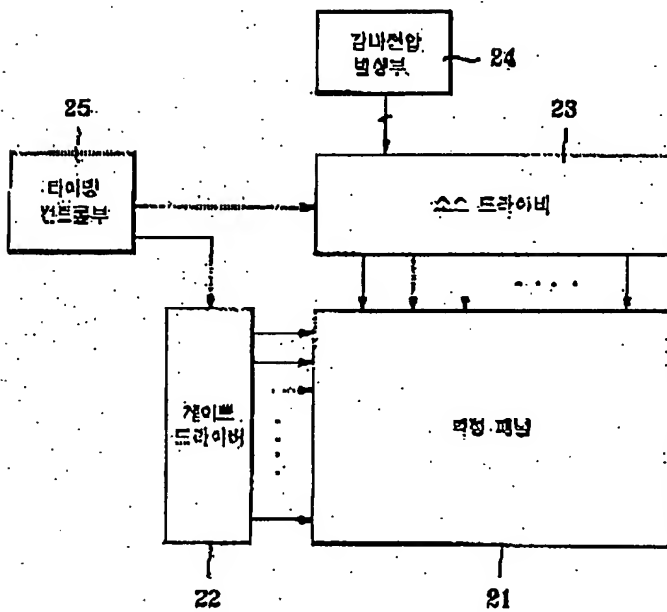 감마전압
발생부
24
25
23
타이밍
컨트롤부
소스 드라이버
게이트
드라이버
액정 패널
22
21